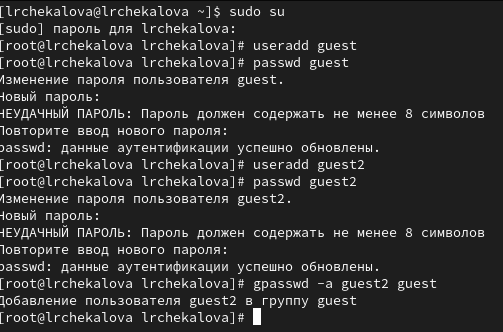 [lrchekalova@lrchekalova ~]$ sudo su
[sudo] пароль для lrchekalova:
[root@lrchekalova lrchekalova]# useradd guest
[root@lrchekalova lrchekalova]# passwd guest
Изменение пароля пользователя guest.
Новый пароль:
НЕУДАЧНЫЙ ПАРОЛЬ: Пароль должен содержать не менее 8 символов
Повторите ввод нового пароля:
passwd: данные аутентификации успешно обновлены.
[root@lrchekalova lrchekalova]# useradd guest2
[root@lrchekalova lrchekalova]# passwd guest2
Изменение пароля пользователя guest2.
Новый пароль:
НЕУДАЧНЫЙ ПАРОЛЬ: Пароль должен содержать не менее 8 символов
Повторите ввод нового пароля:
passwd: данные аутентификации успешно обновлены.
[root@lrchekalova lrchekalova]# gpasswd -a guest2 guest
Добавление пользователя guest2 в группу guest
[root@lrchekalova lrchekalova]#